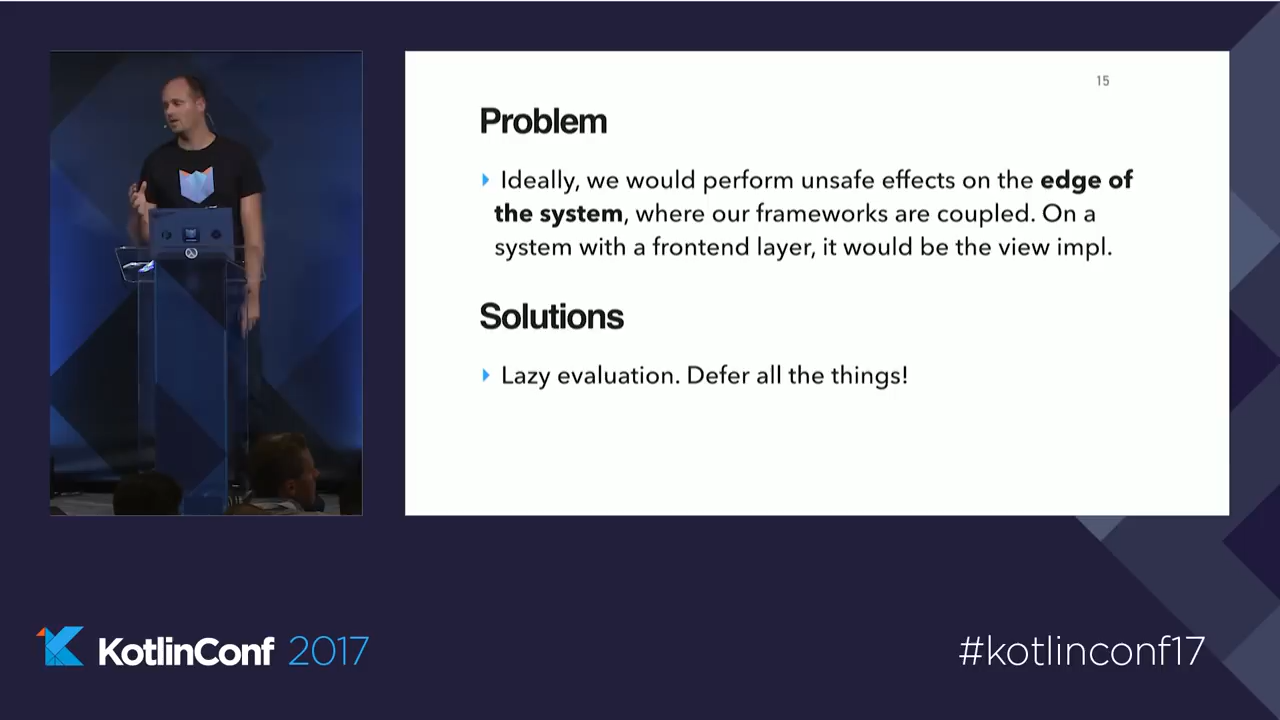 15
Problem
Ideally, we would perform unsafe effects on the edge of
the system, where our frameworks are coupled. On a
system with a frontend layer, it would be the view impl.
Solutions
Lazy evaluation. Defer all the things!
KotlinConf 2017
#kotlinconf17